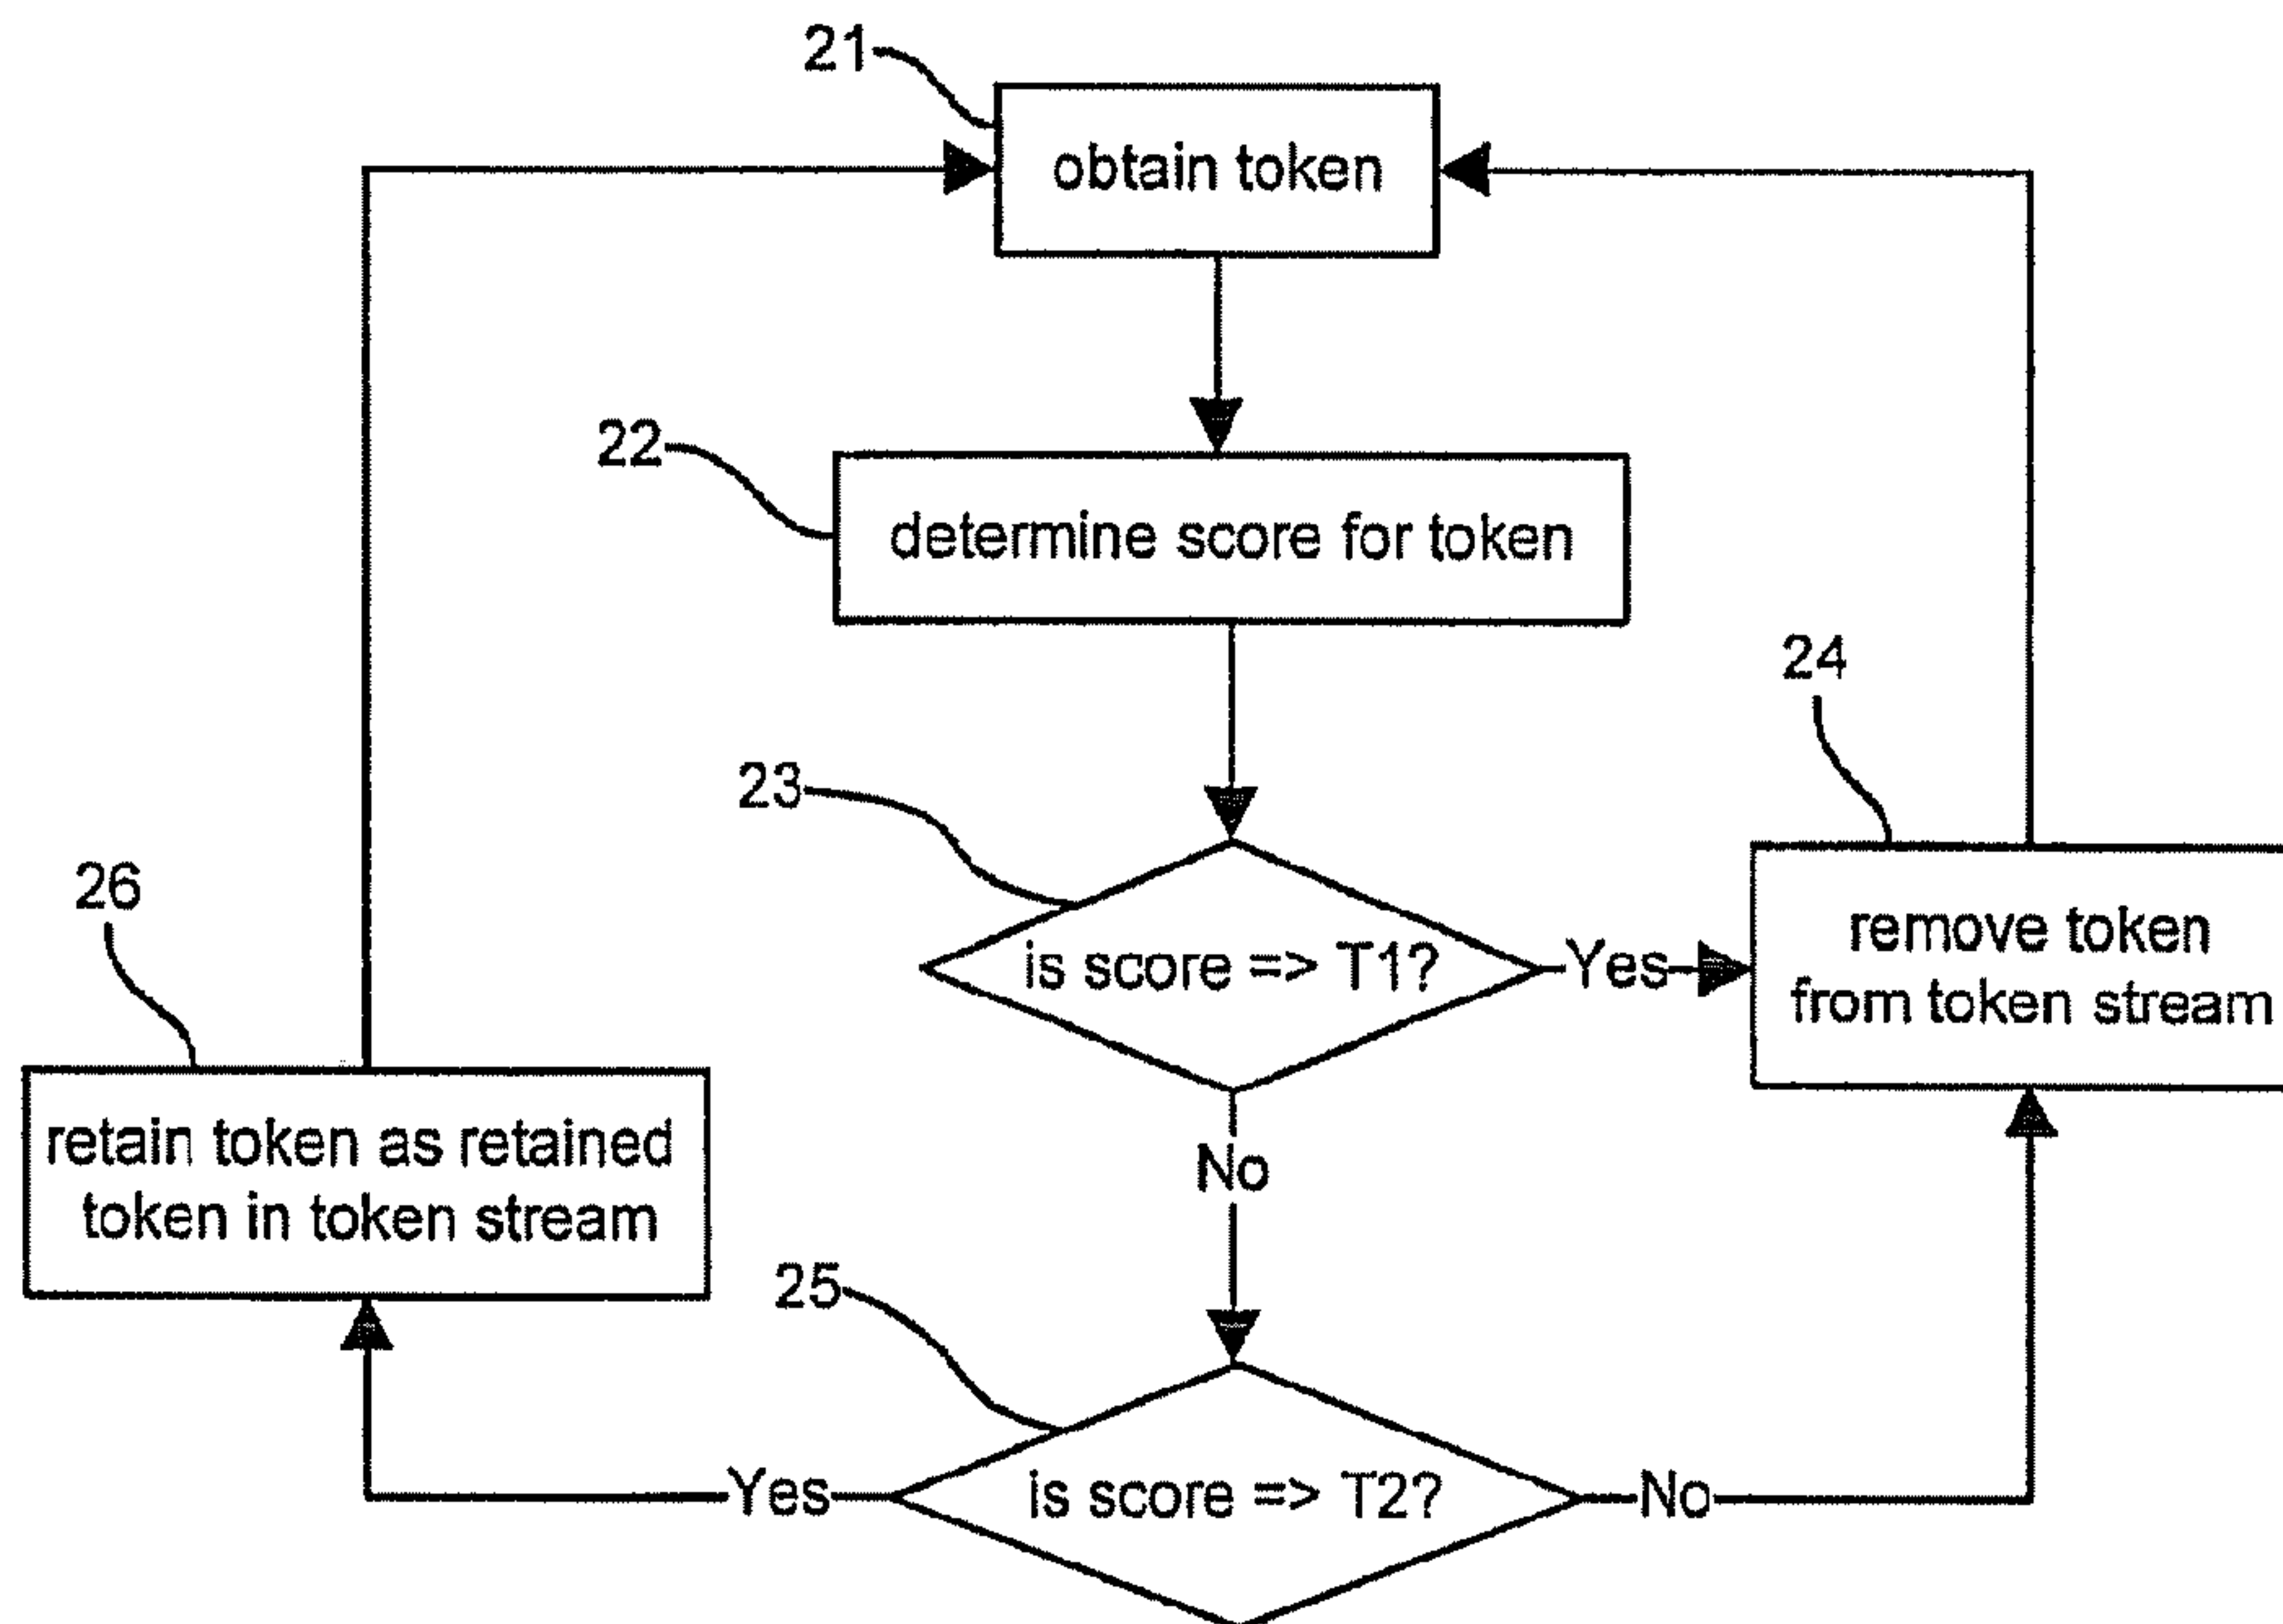 21
obtain token
22
determine score for token
24
23
26
is score => T1?
Yes
remove token
from token stream
retain token as retained
token in token stream
No
25
Yes
is score => T2?
No